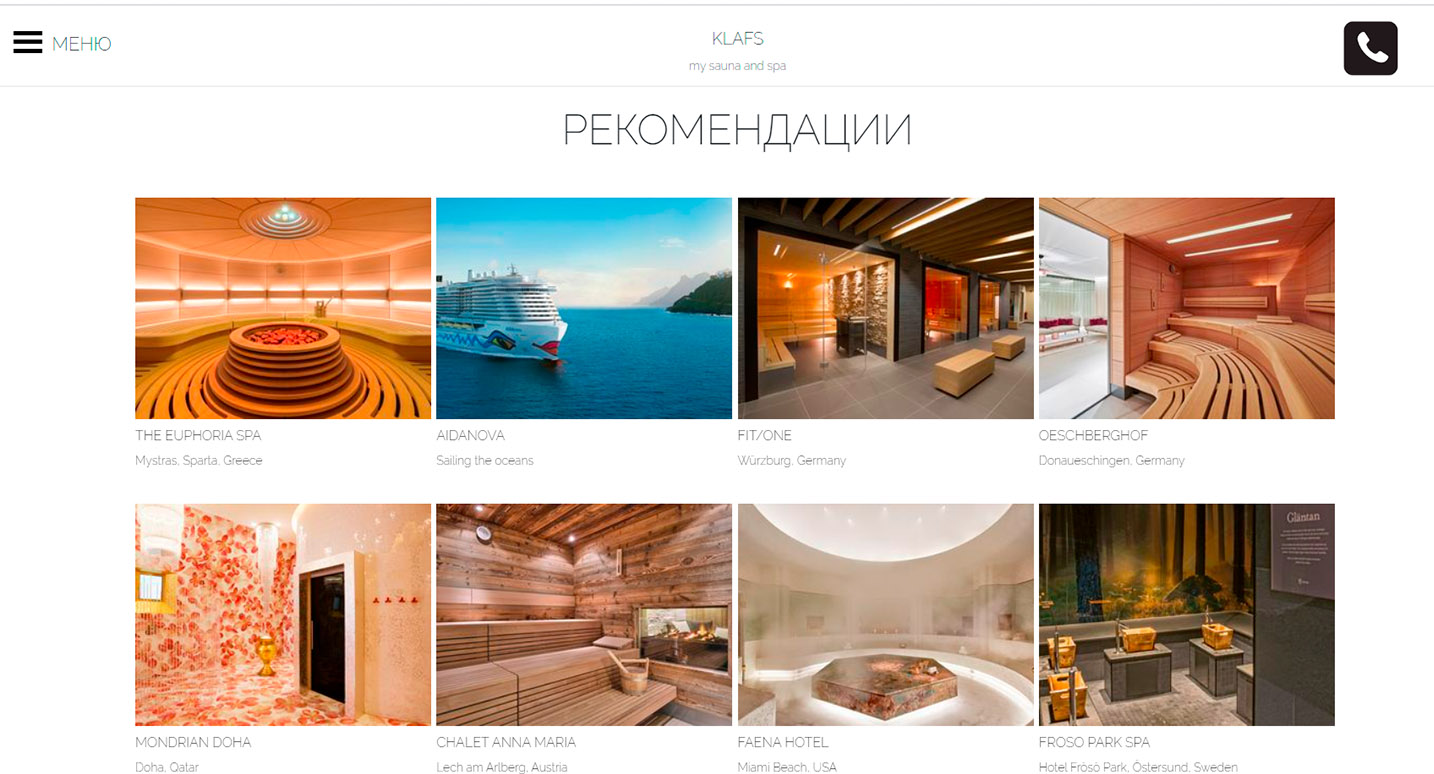 МЕНЮ
KLAFS
my sauna and spa
РЕКОМЕНДАЦИИ
THE EUPHORIA SPA
Mystras, Sparta, Greece
AIDANOVA
Sailing the oceans
FIT/ONE
Würzburg, Germany
OESCHBERGHOF
Donaueschingen, Germany
Gläntan
MONDRIAN DOHA
Doha, Qatar
CHALET ANNA MARIA
Lech am Arlberg, Austria
FAENA HOTEL
Miami Beach, USA
FROSO PARK SPA
Hotel Frösö Park, Östersund, Sweden